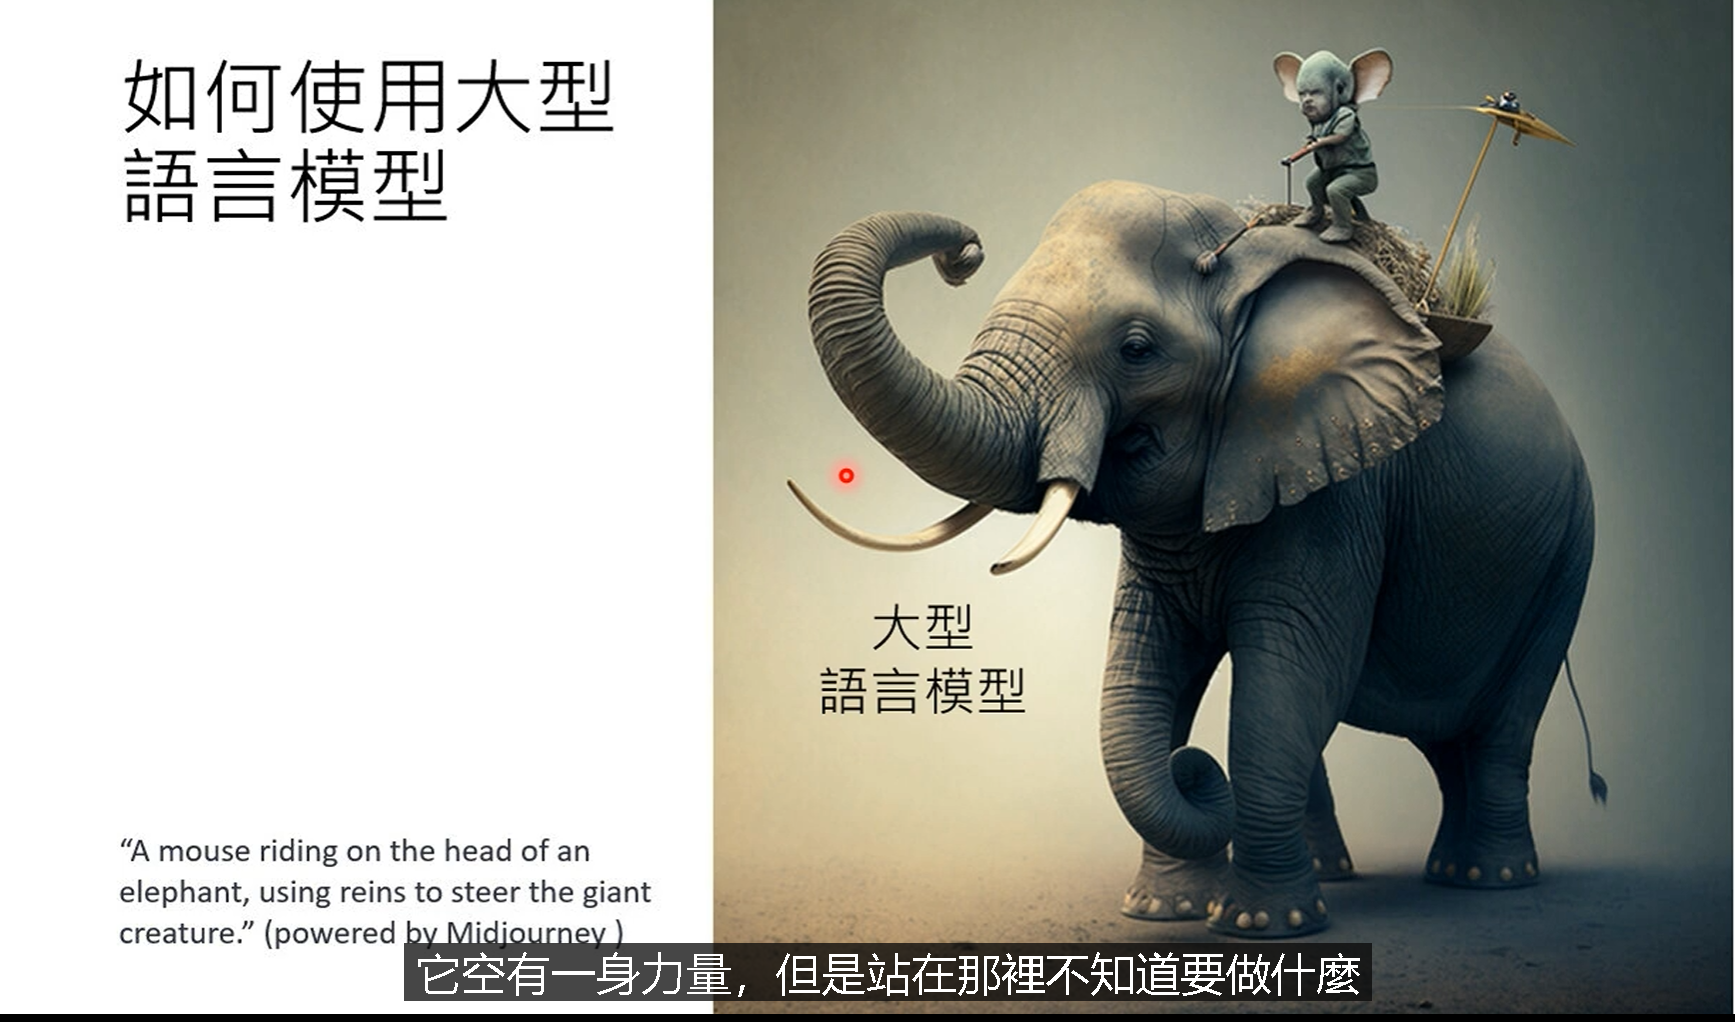 如何使用大型
語言模型
大型
語言模型
“A mouse riding on the head of an
elephant, using reins to steer the giant
creature.” (powered by Midjourney )
它空有一身力量，但是站在那裡不知道要做什麼